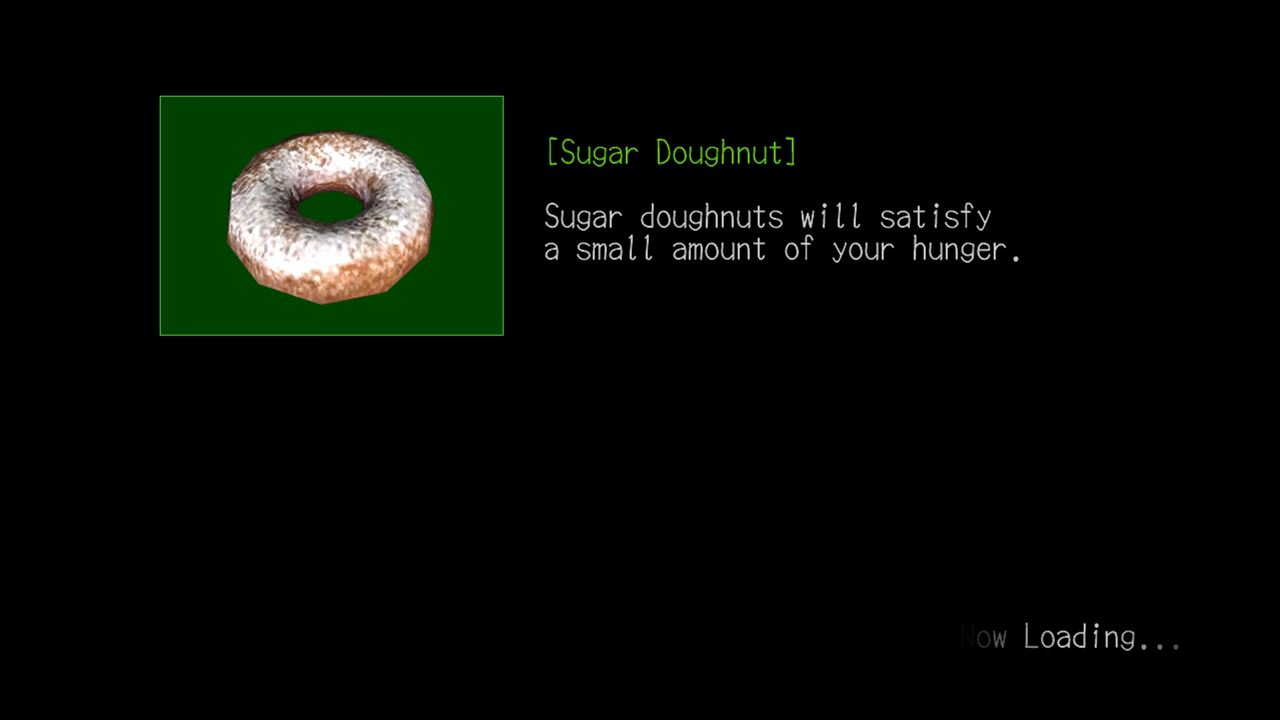 [Sugar Doughnut]
Sugar doughnuts will satisfy
a small amount of your hunger.
Now Loading...